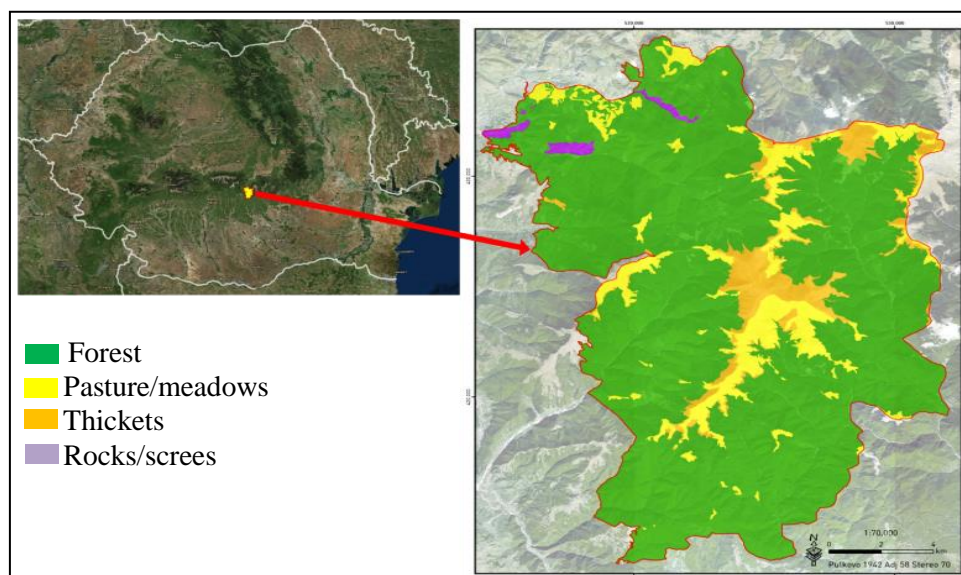 Forest
Pasture/meadows
Thickets
Rocks/screes
1:70,000
0 2 4
km
N
Pulkovo 1942 Adj 58 Stereo 70